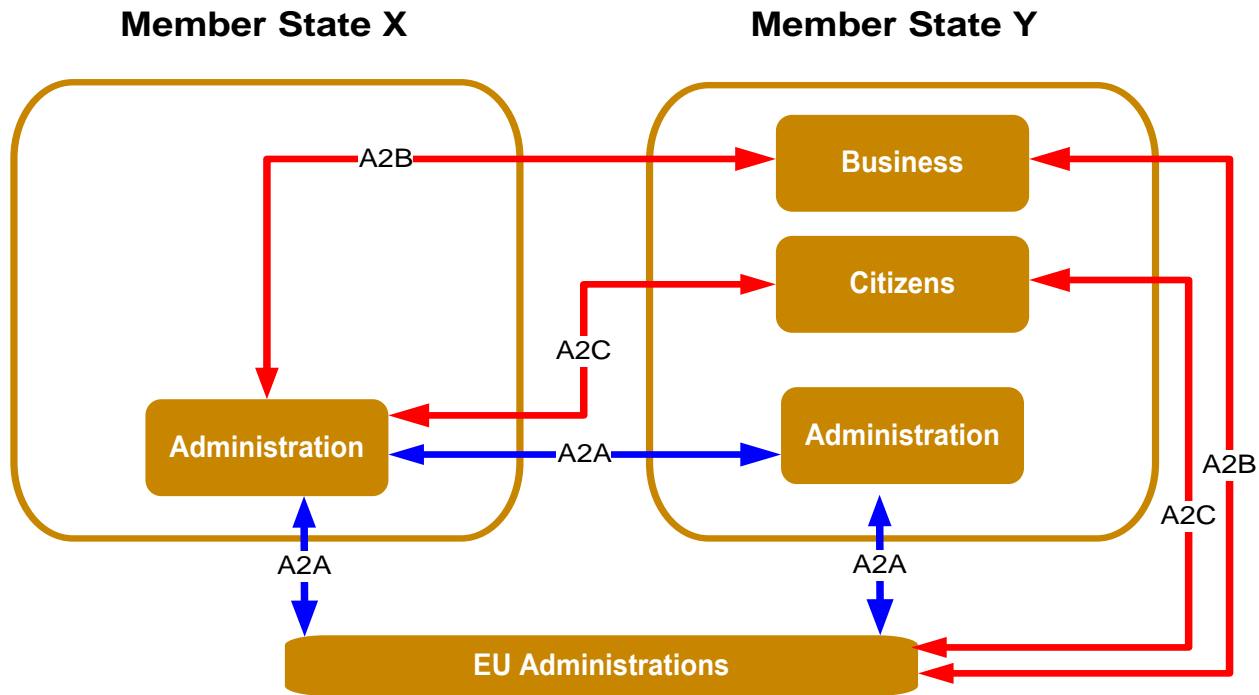 Member State X
Member State Y
A2B
Business
Citizens
A2C
Administration
Administration
A2A
A2B
A2C
A2A
A2A
EU Administrations